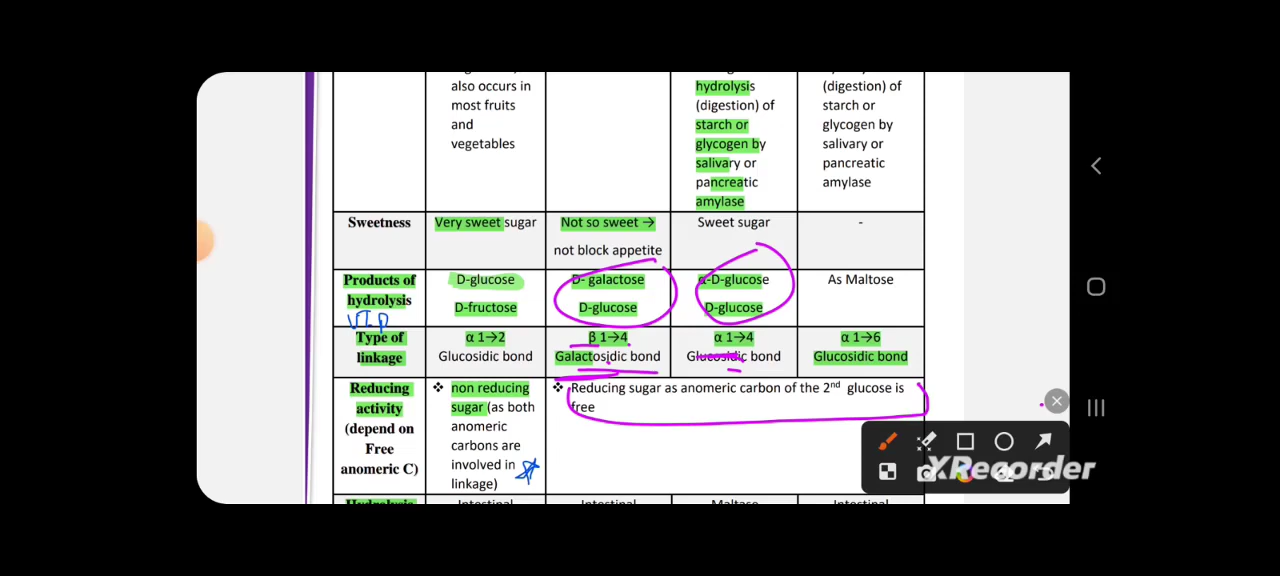 also occurs in
most fruits
and
vegetables
hydrolysis
(digestion) of
starch or
glycogen by
salivary or
pancreatic
amylase
(digestion) of
starch or
glycogen by
salivary or
pancreatic
amylase
Sweetness
Very sweet sugar
Not so sweet →
not block appetite
Sweet sugar
-
Products of
hydrolysis
VIP
D-glucose
D-fructose
D- galactose
D-glucose
α-D-glucose
D-glucose
As Maltose
Type of
linkage
α 1→2
Glucosidic bond
β 1→4
Galactosidic bond
α 1→4
Glucosidic bond
α 1→6
Glucosidic bond
Reducing
activity
(depend on
Free
anomeric C)
❖ non reducing
sugar (as both
anomeric
carbons are
involved in
linkage)
❖ Reducing sugar as anomeric carbon of the 2nd glucose is
free
XRecorder
Hydrolysis
Intestinal
Intestinal
Maltase
Intestinal